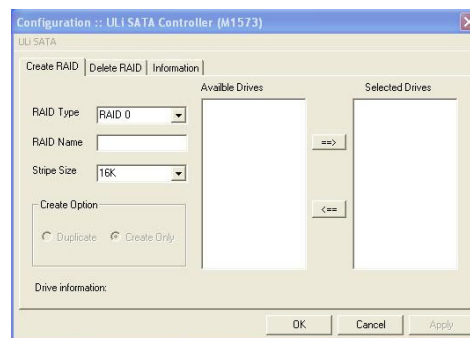 Configuration :: ULi SATA Controller (M1573)
ULi SATA
Create RAID Delete RAID Information
Availble Drives Selected Drives
RAID Type RAID 0
==>
RAID Name
Stripe Size 16K
Create Option
<==
Duplicate Create Only
Drive information:
OK Cancel Apply